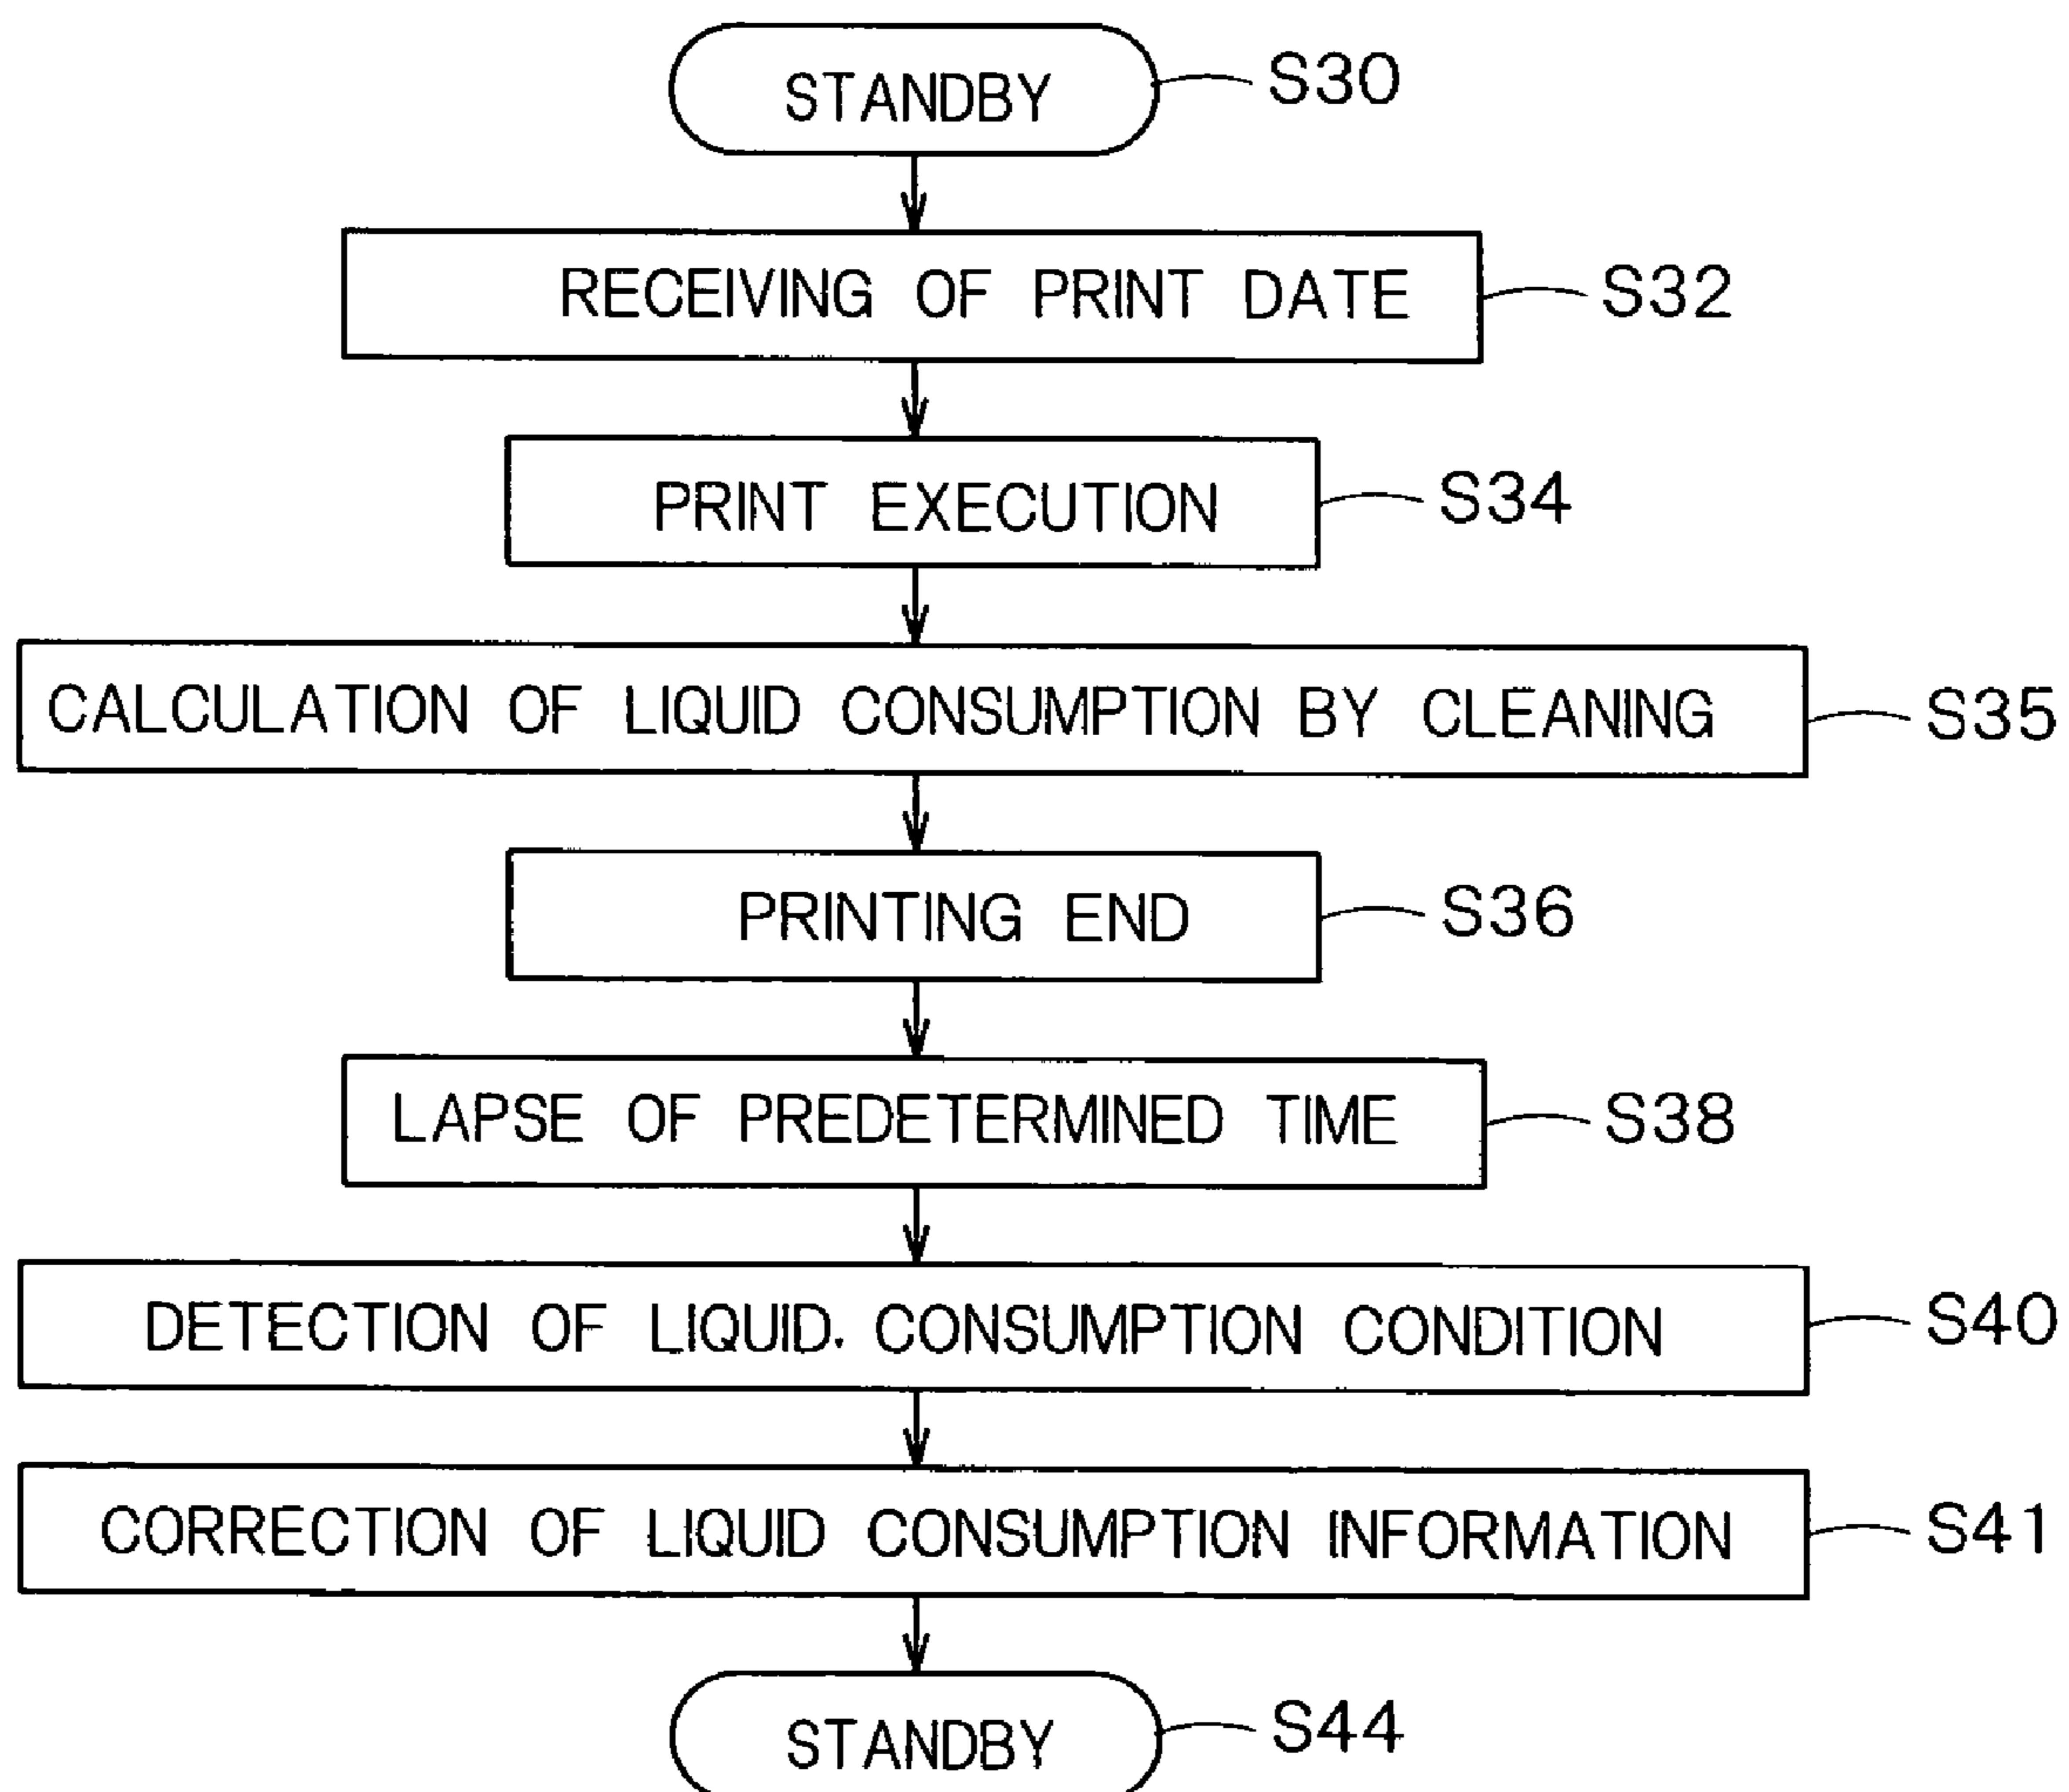 STANDBY S30
RECEIVING OF PRINT DATE S32
PRINT EXECUTION S34
CALCULATION OF LIQUID CONSUMPTION BY CLEANING S35
PRINTING END S36
LAPSE OF PREDETERMINED TIME S38
DETECTION OF LIQUID. CONSUMPTION CONDITION S40
CORRECTION OF LIQUID CONSUMPTION INFORMATION S41
STANDBY S44